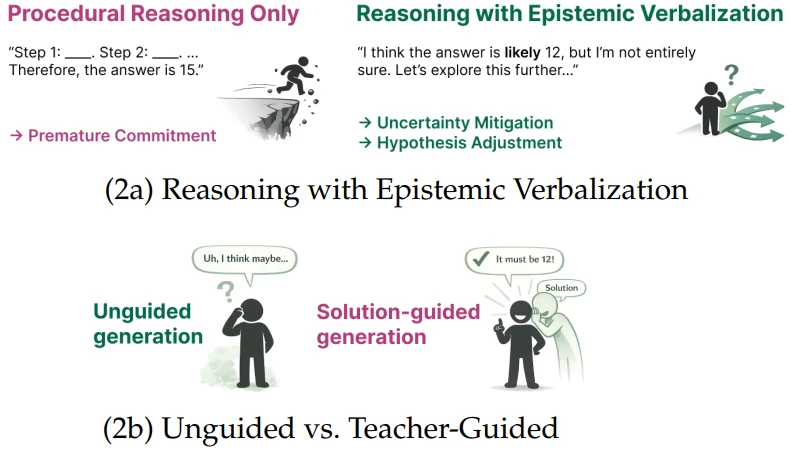 Procedural Reasoning Only
“Step 1: ____. Step 2: ____. ...
Therefore, the answer is 15.”
→ Premature Commitment
Reasoning with Epistemic Verbalization
“I think the answer is likely 12, but I’m not entirely
sure. Let’s explore this further...”
?
→ Uncertainty Mitigation
→ Hypothesis Adjustment
(2a) Reasoning with Epistemic Verbalization
Unguided
generation
Uh, I think maybe...
?
Solution-guided
generation
It must be 12!
Solution
(2b) Unguided vs. Teacher-Guided